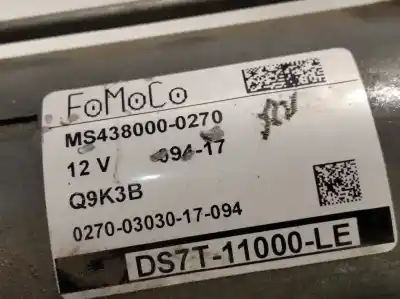 FoMoCo
MS438000-0270
12 V 094-17
Q9K3B
0270-03030-17-094
DS7T-11000-LE